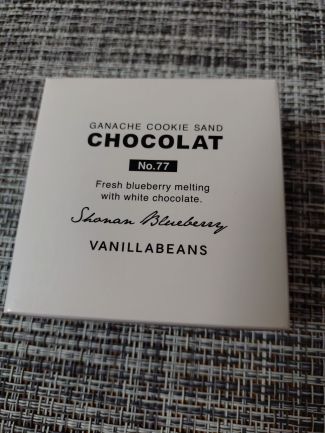 GANACHE COOKIE SAND
CHOCOLAT
No.77
Fresh blueberry melting
with white chocolate.
Shonan Blueberry
VANILLABEANS